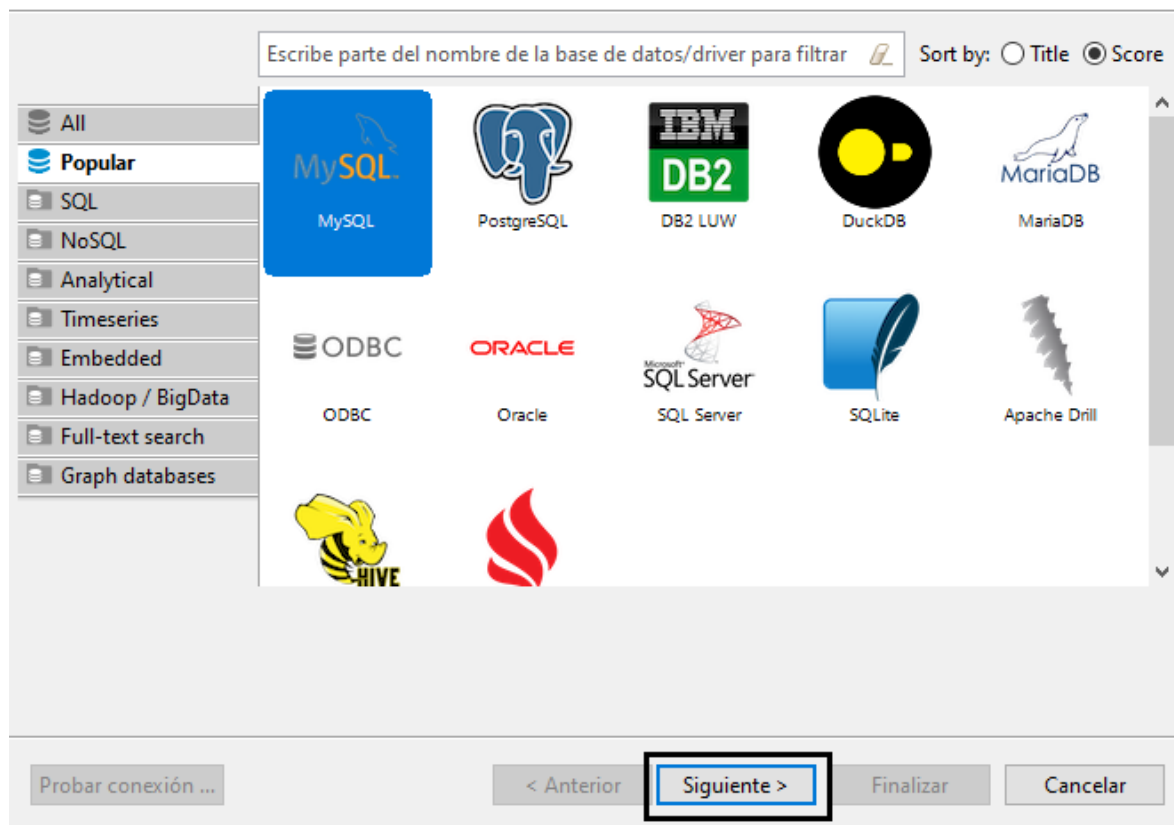 Escribe parte del nombre de la base de datos/driver para filtrar
Sort by: Title Score
All
Popular
SQL
NoSQL
Analytical
Timeseries
Embedded
Hadoop / BigData
Full-text search
Graph databases
MySQL
IBM
DB2
MariaDB
MySQL PostgreSQL DB2 LUW DuckDB MariaDB
ODBC
ORACLE
Microsoft
SQL Server
ODBC Oracle SQL Server SQLite Apache Drill
HIVE
Probar conexión ...
< Anterior
Siguiente >
Finalizar
Cancelar